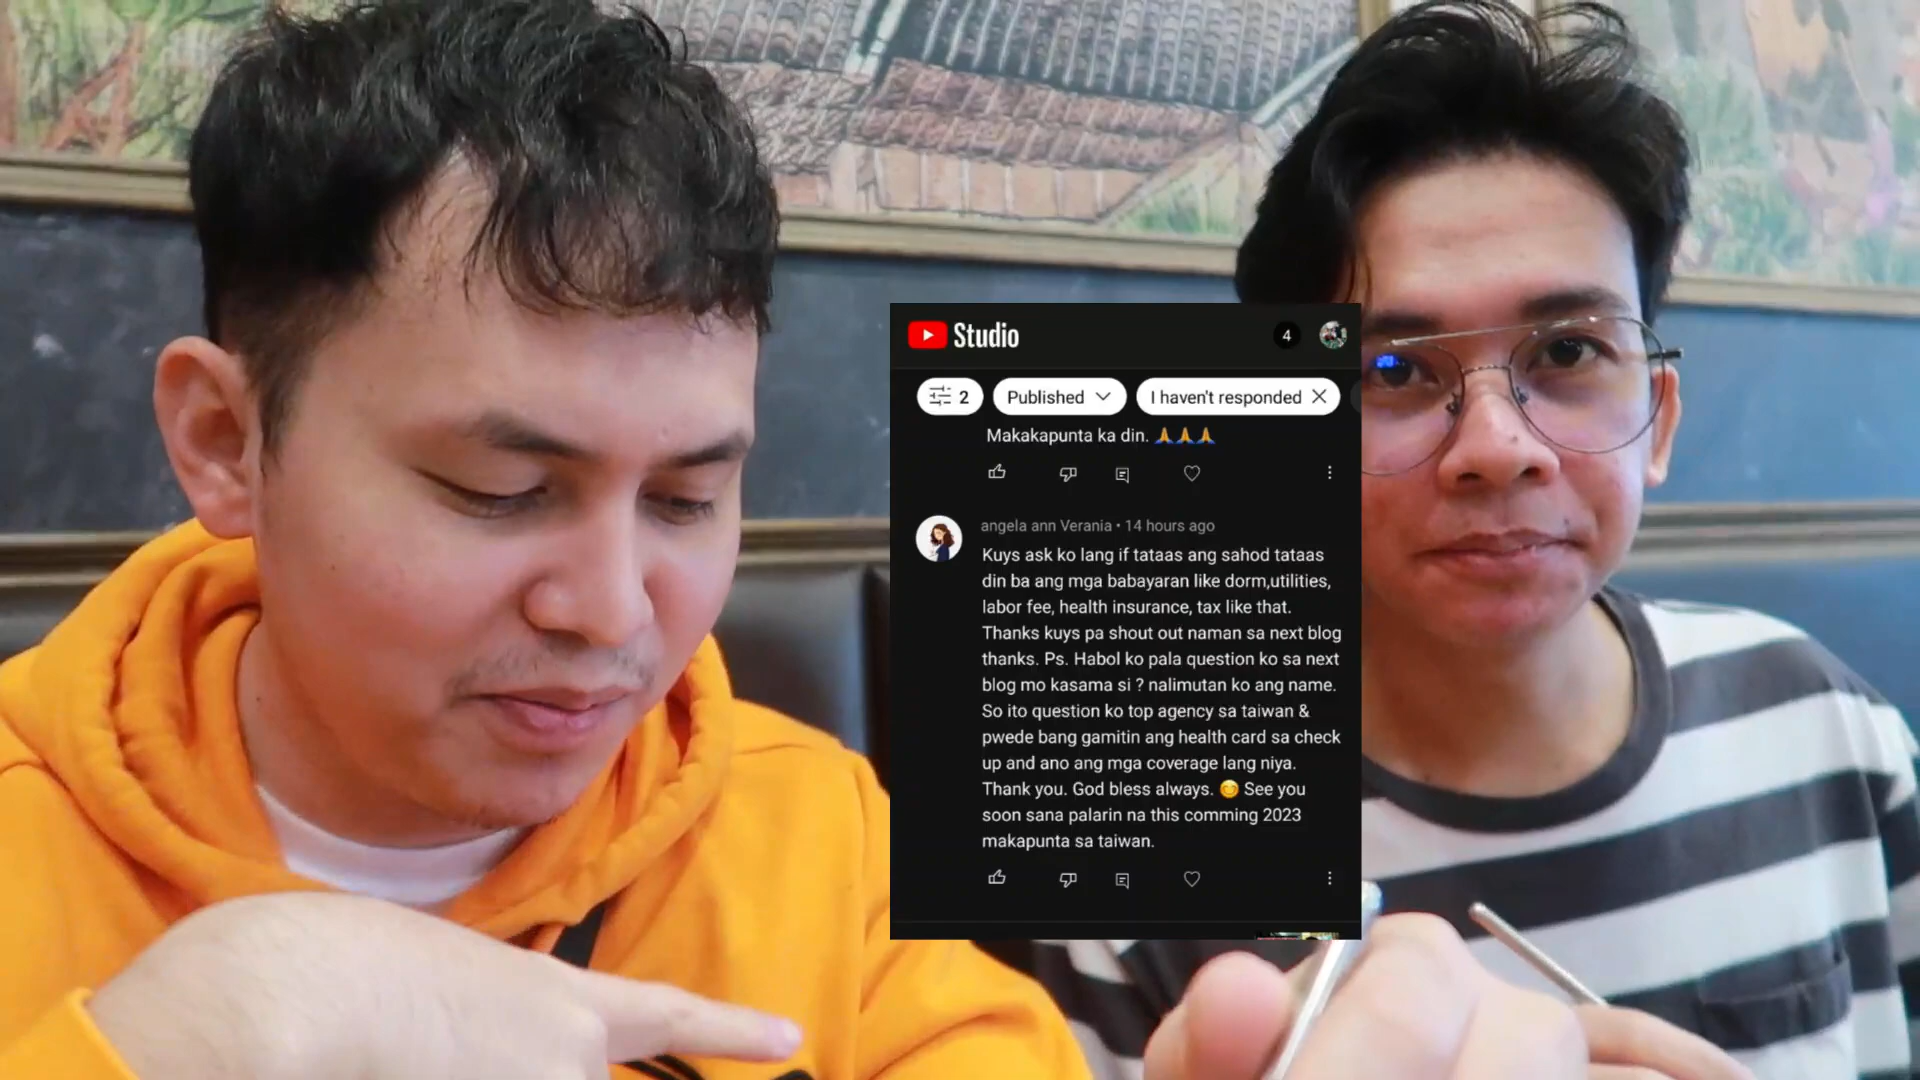 Studio
4
2
Published
I haven't responded
Makakapunta ka din. 🙏🙏🙏
angela ann Verania • 14 hours ago
Kuys ask ko lang if tataas ang sahod tataas
din ba ang mga babayaran like dorm,utilities,
labor fee, health insurance, tax like that.
Thanks kuys pa shout out naman sa next blog
thanks. Ps. Habol ko pala question ko sa next
blog mo kasama si ? nalimutan ko ang name.
So ito question ko top agency sa taiwan &
pwede bang gamitin ang health card sa check
up and ano ang mga coverage lang niya.
Thank you. God bless always. 😊 See you
soon sana palarin na this comming 2023
makapunta sa taiwan.